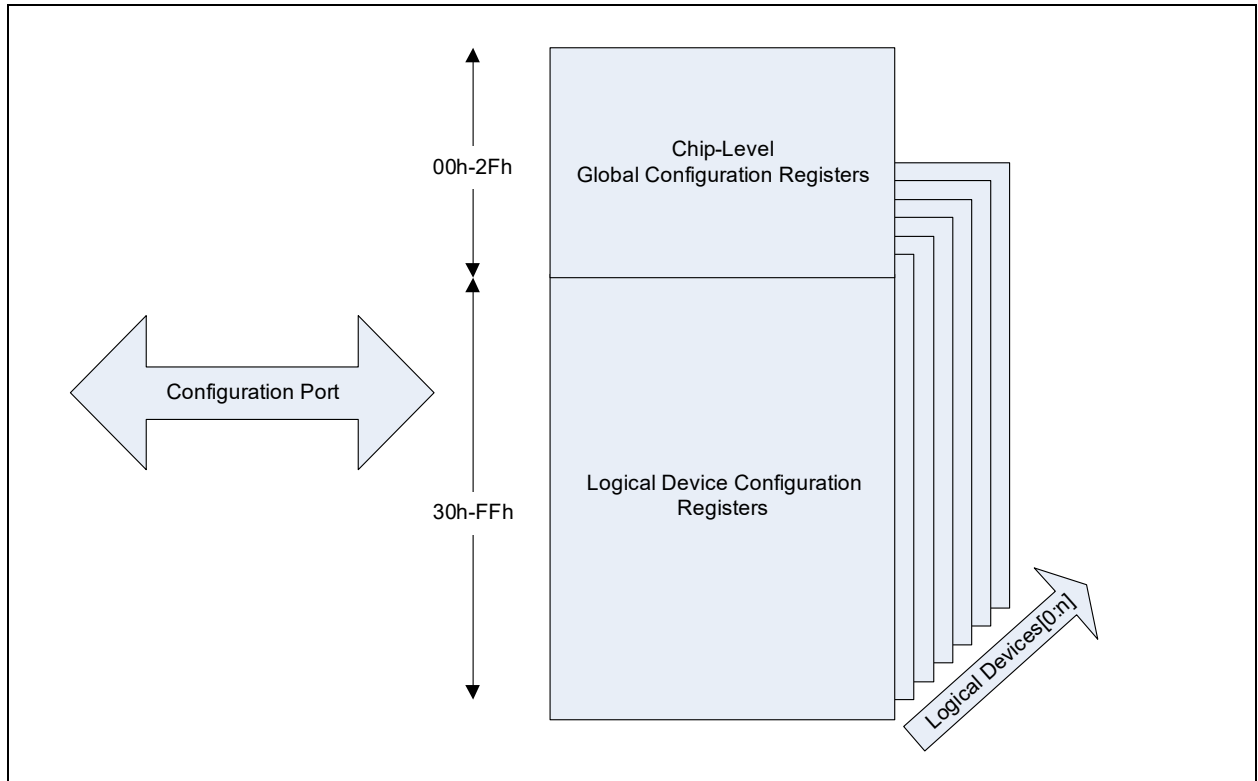 Chip-Level
Global Configuration Registers
00h-2Fh
Configuration Port
Logical Device Configuration
Registers
30h-FFh
Logical Devices[0:n]